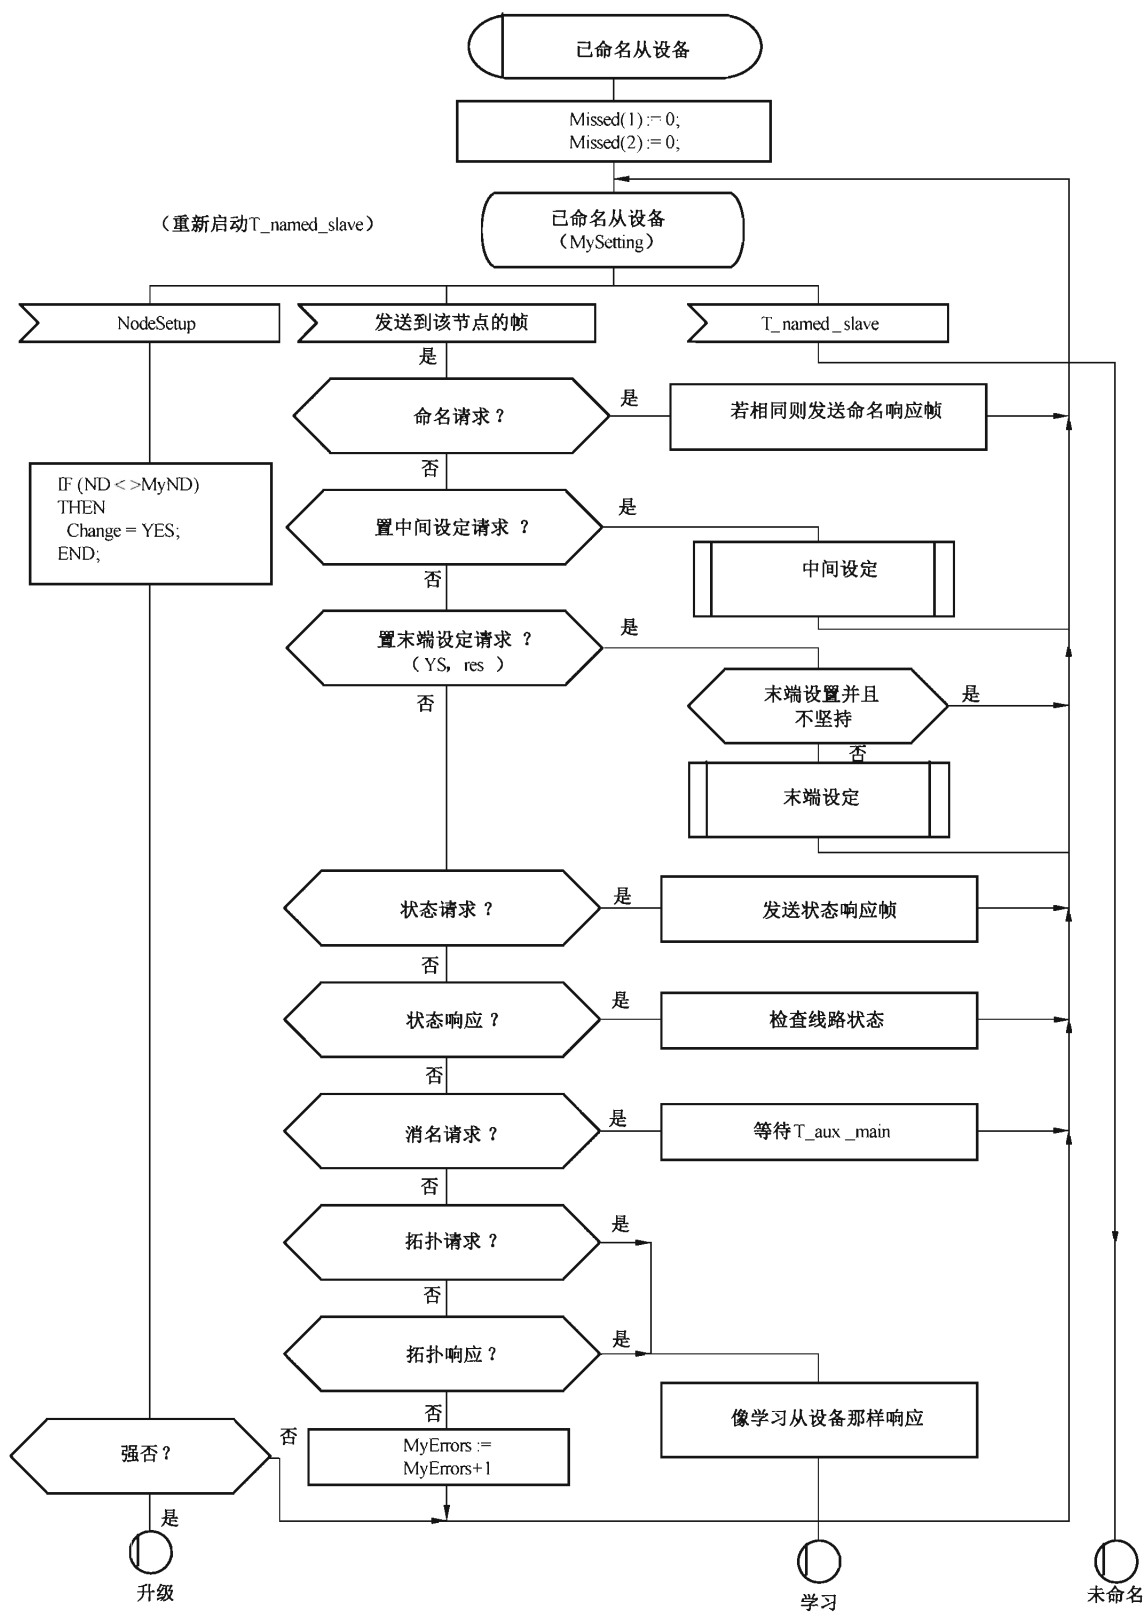 已命名从设备
Missed(1) := 0;
Missed(2) := 0;
（重新启动T_named_slave）
已命名从设备
（MySetting）
NodeSetup
发送到该节点的帧
T_named_slave
是
命名请求？
是
若相同则发送命名响应帧
否
IF (ND < >MyND)
THEN
Change = YES;
END;
置中间设定请求 ？
是
中间设定
否
置末端设定请求 ？
（ YS，res ）
是
末端设置并且
不坚持
是
否
否
末端设定
状态请求？
是
发送状态响应帧
否
状态响应？
是
检查线路状态
否
消名请求？
是
等待T_aux_main
否
拓扑请求？
是
否
拓扑响应？
是
否
像学习从设备那样响应
强否？
否
MyErrors :=
MyErrors+1
是
升级
学习
未命名